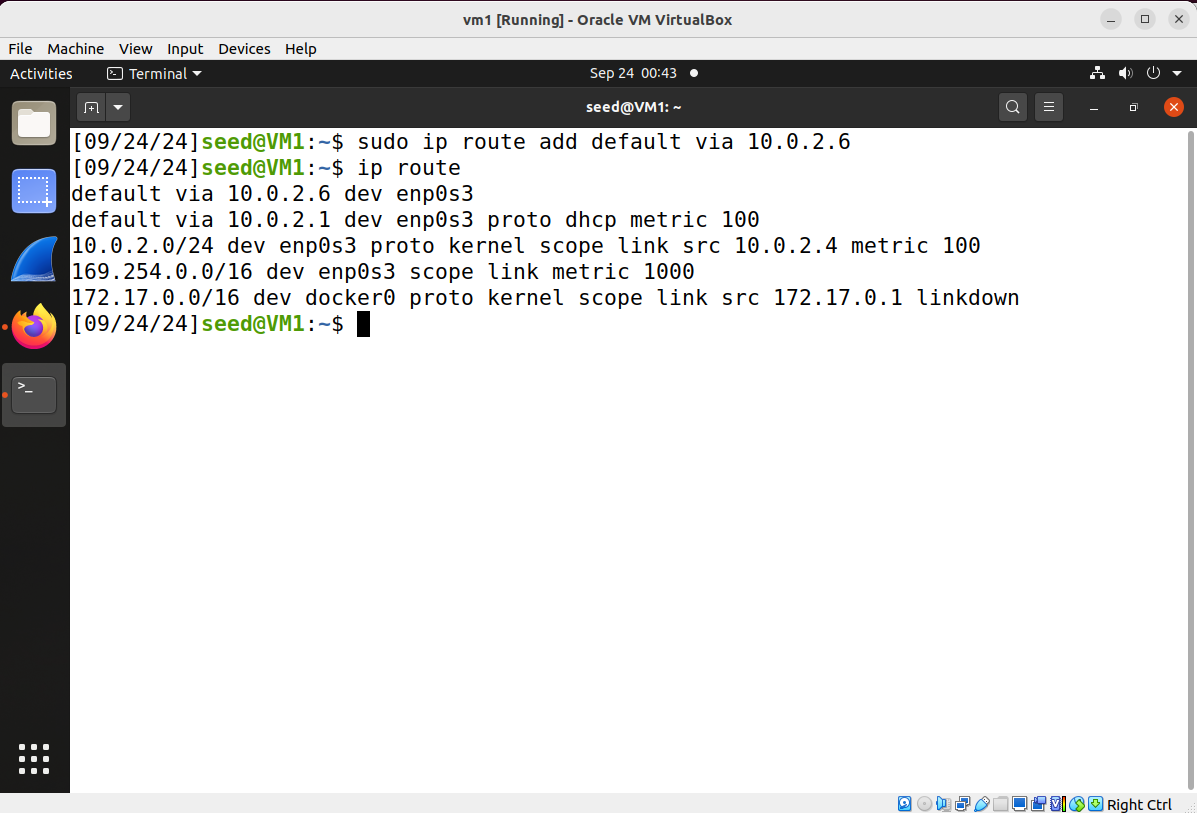 vm1 [Running] - Oracle VM VirtualBox
File Machine View Input Devices Help
Activities Terminal Sep 24 00:43
seed@VM1: ~
[09/24/24]seed@VM1:~$ sudo ip route add default via 10.0.2.6
[09/24/24]seed@VM1:~$ ip route
default via 10.0.2.6 dev enp0s3
default via 10.0.2.1 dev enp0s3 proto dhcp metric 100
10.0.2.0/24 dev enp0s3 proto kernel scope link src 10.0.2.4 metric 100
169.254.0.0/16 dev enp0s3 scope link metric 1000
172.17.0.0/16 dev docker0 proto kernel scope link src 172.17.0.1 linkdown
[09/24/24]seed@VM1:~$
>_
Right Ctrl